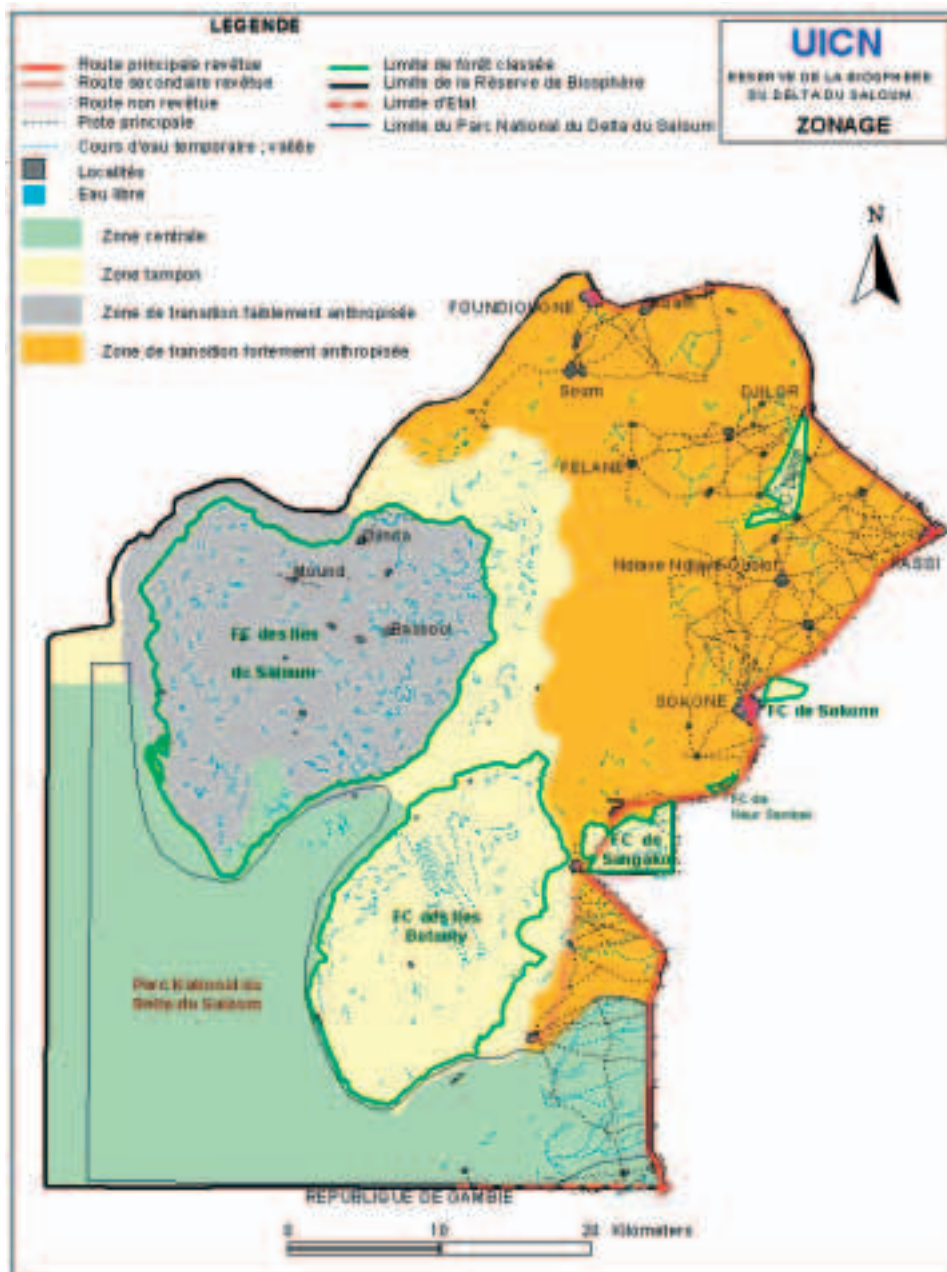 LEGENDE
Route principale revêtue
Route secondaire revêtue
Route non revêtue
Piste principale
Cours d'eau temporaire ; vallée
Localités
Eau libre
Limite de forêt classée
Limite de la Réserve de Biosphère
Limite d'Etat
Limite du Parc National du Delta du Saloum
UICN
RESERVE DE LA BIOSPHERE
DU DELTA DU SALOUM
ZONAGE
Zone centrale
Zone tampon
Zone de transition faiblement anthropisée
Zone de transition fortement anthropisée
N
FOUNDIOUGNE
Soum
DJILOR
FELANE
PASSI
Dionda
Bassoul
FC des Iles
du Saloum
SOKONE
FC de Sokone
FC de
FC de
Sangako
FC des Iles
Betanty
Parc National du
Delta du Saloum
REPUBLIQUE DE GAMBIE
0 10 20 Kilometers